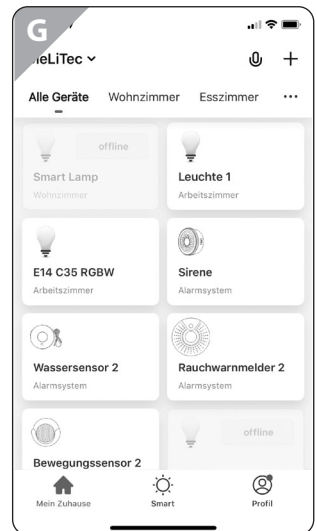 G
MeLiTec
Alle Geräte Wohnzimmer Esszimmer ...
offline
Smart Lamp
Wohnzimmer
Leuchte 1
Arbeitszimmer
E14 C35 RGBW
Arbeitszimmer
Sirene
Alarmsystem
Wassersensor 2
Alarmsystem
Rauchwarnmelder 2
Alarmsystem
Bewegungssensor 2
offline
Mein Zuhause Smart Profil